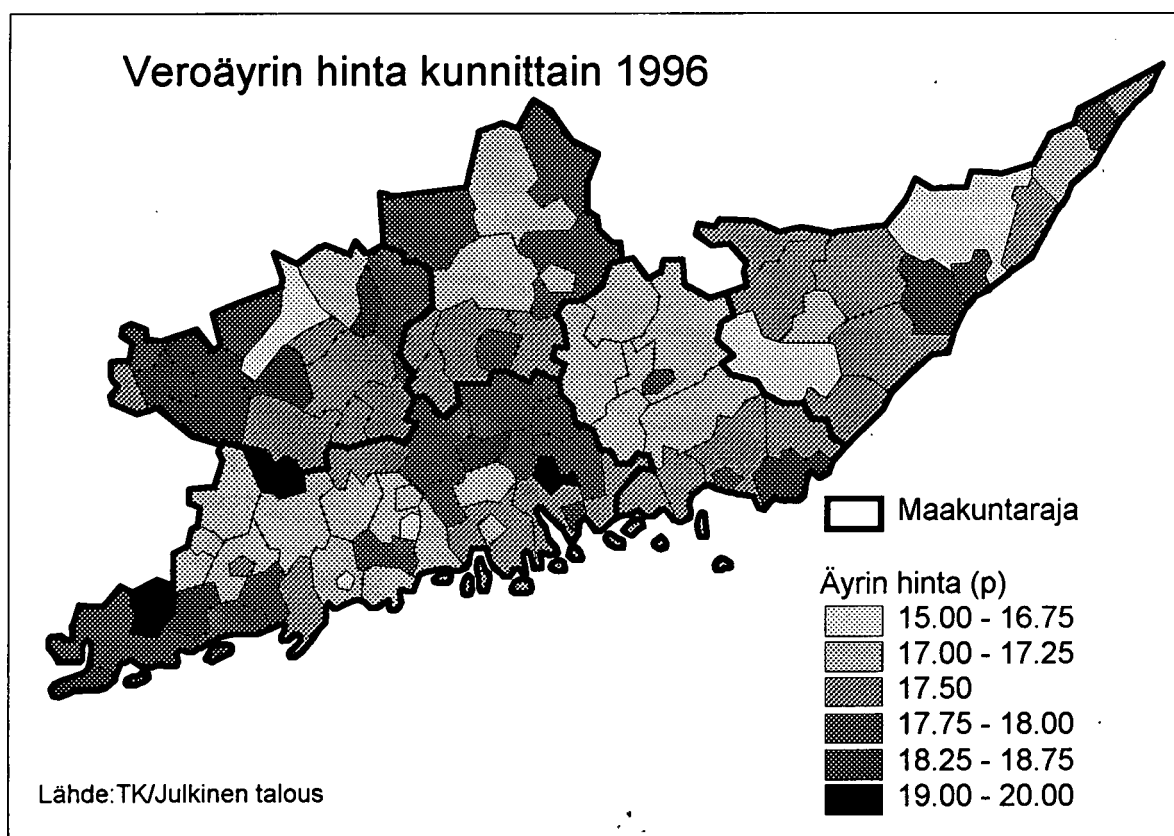 Veroäyrin hinta kunnittain 1996
Maakuntaraja
Äyrin hinta (p)
15.00 - 16.75
17.00 - 17.25
17.50
17.75 - 18.00
18.25 - 18.75
19.00 - 20.00
Lähde:TK/Julkinen talous